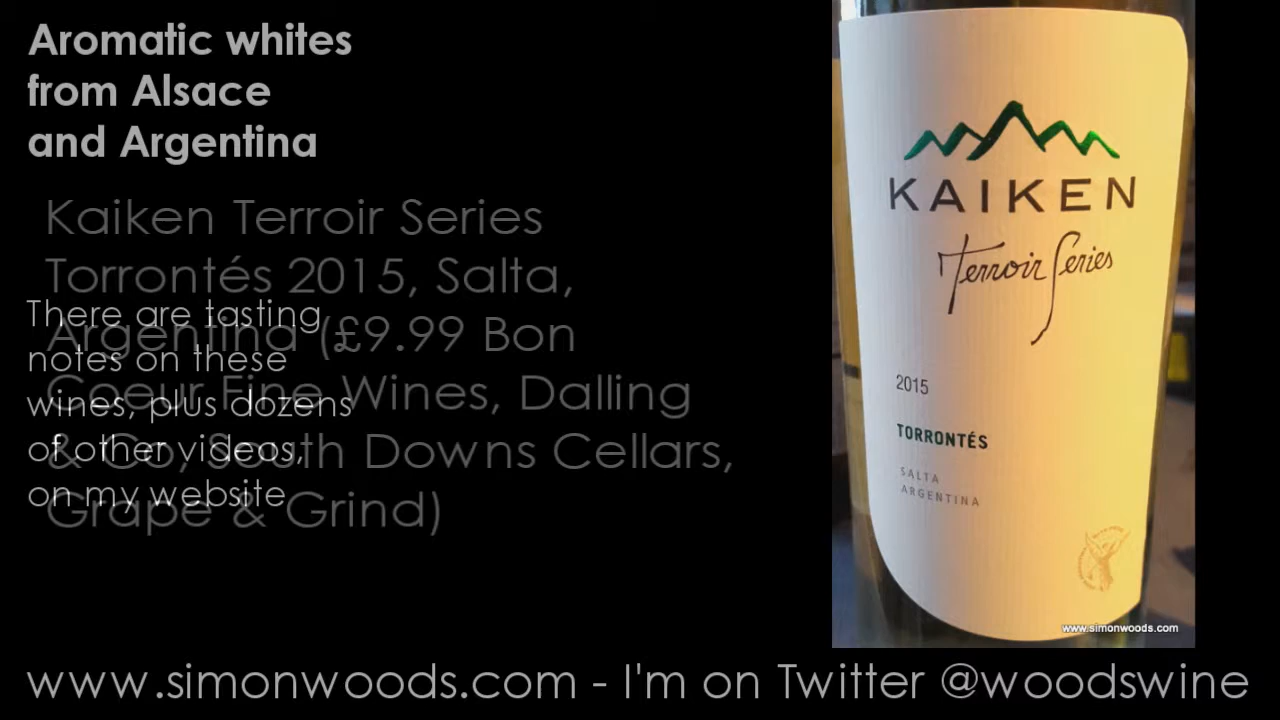 Aromatic whites
from Alsace
and Argentina
Kaiken Terroir Series
Torrontés 2015, Salta,
Argentina (£9.99 Bon
Coeur Fine Wines, Dalling
& Co, South Downs Cellars,
Grape & Grind)
There are tasting
notes on these
wines, plus dozens
of other videos,
on my website
KAIKEN
Terroir Series
2015
TORRONTÉS
SALTA
ARGENTINA
www.simonwoods.com
www.simonwoods.com - I'm on Twitter @woodswine